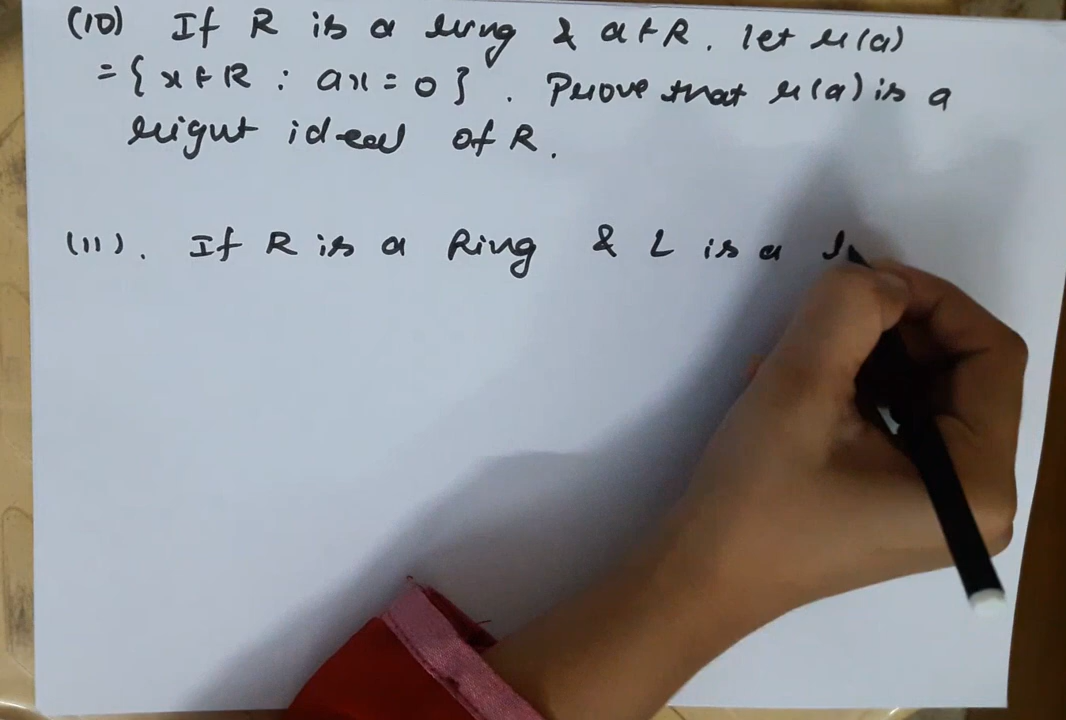 (10) If R is a ring & a ∈ R. let r(a)
= { x ∈ R : ax = 0 } . Prove that r(a) is a
right ideal of R.
(11). If R is a Ring & L is a